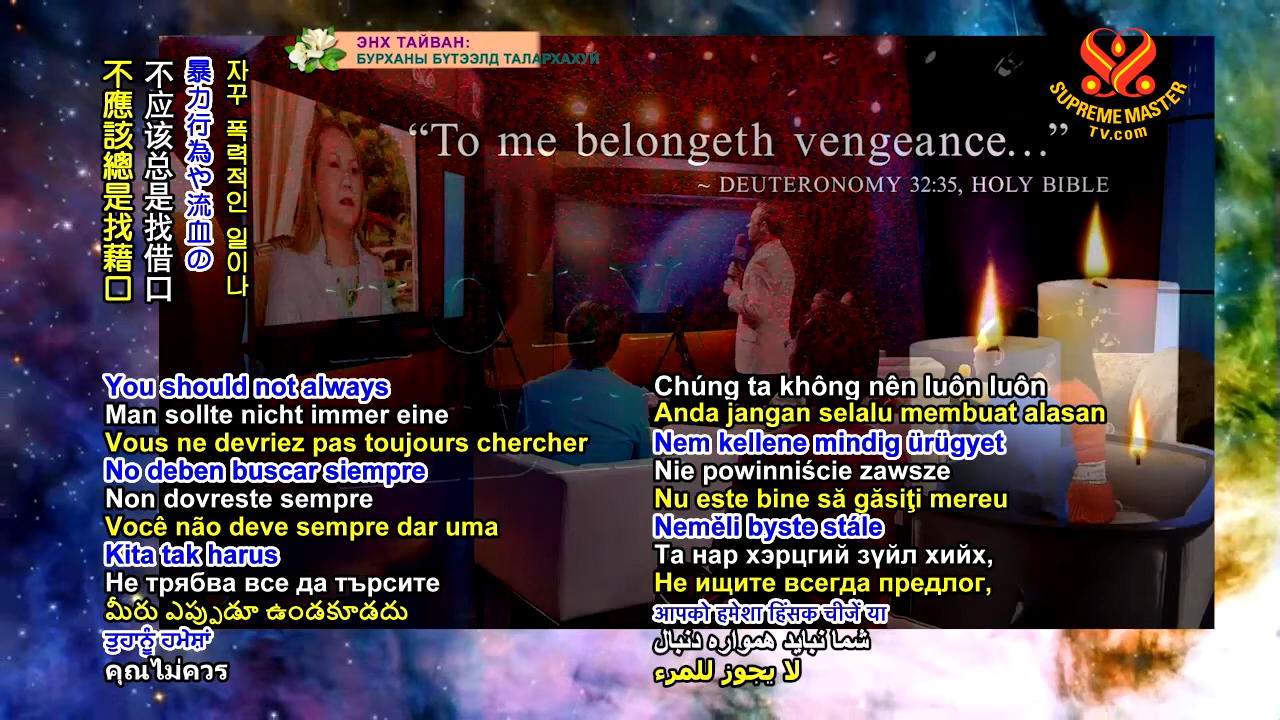 ЭНХ ТАЙВАН:
БУРХАНЫ БҮТЭЭЛД ТАЛАРХАХУЙ
SUPREME MASTER
TV.com
“To me belongeth vengeance...”
~ DEUTERONOMY 32:35, HOLY BIBLE
자꾸 폭력적인 일이나
暴力行為や流血の
不应该总是找借口
不應該總是找藉口
You should not always
Man sollte nicht immer eine
Vous ne devriez pas toujours chercher
No deben buscar siempre
Non dovreste sempre
Você não deve sempre dar uma
Kita tak harus
Не трябва все да търсите
మీరు ఎప్పుడూ ఉండకూడదు
ਤੁਹਾਨੂੰ ਹਮੇਸ਼ਾਂ
คุณไม่ควร
Chúng ta không nên luôn luôn
Anda jangan selalu membuat alasan
Nem kellene mindig ürügyet
Nie powinniście zawsze
Nu este bine să găsiţi mereu
Neměli byste stále
Та нар хэрцгий зүйл хийх,
Не ищите всегда предлог,
आपको हमेशा हिंसक चीजें या
شما نباید همواره دنبال
لا يجوز للمرء